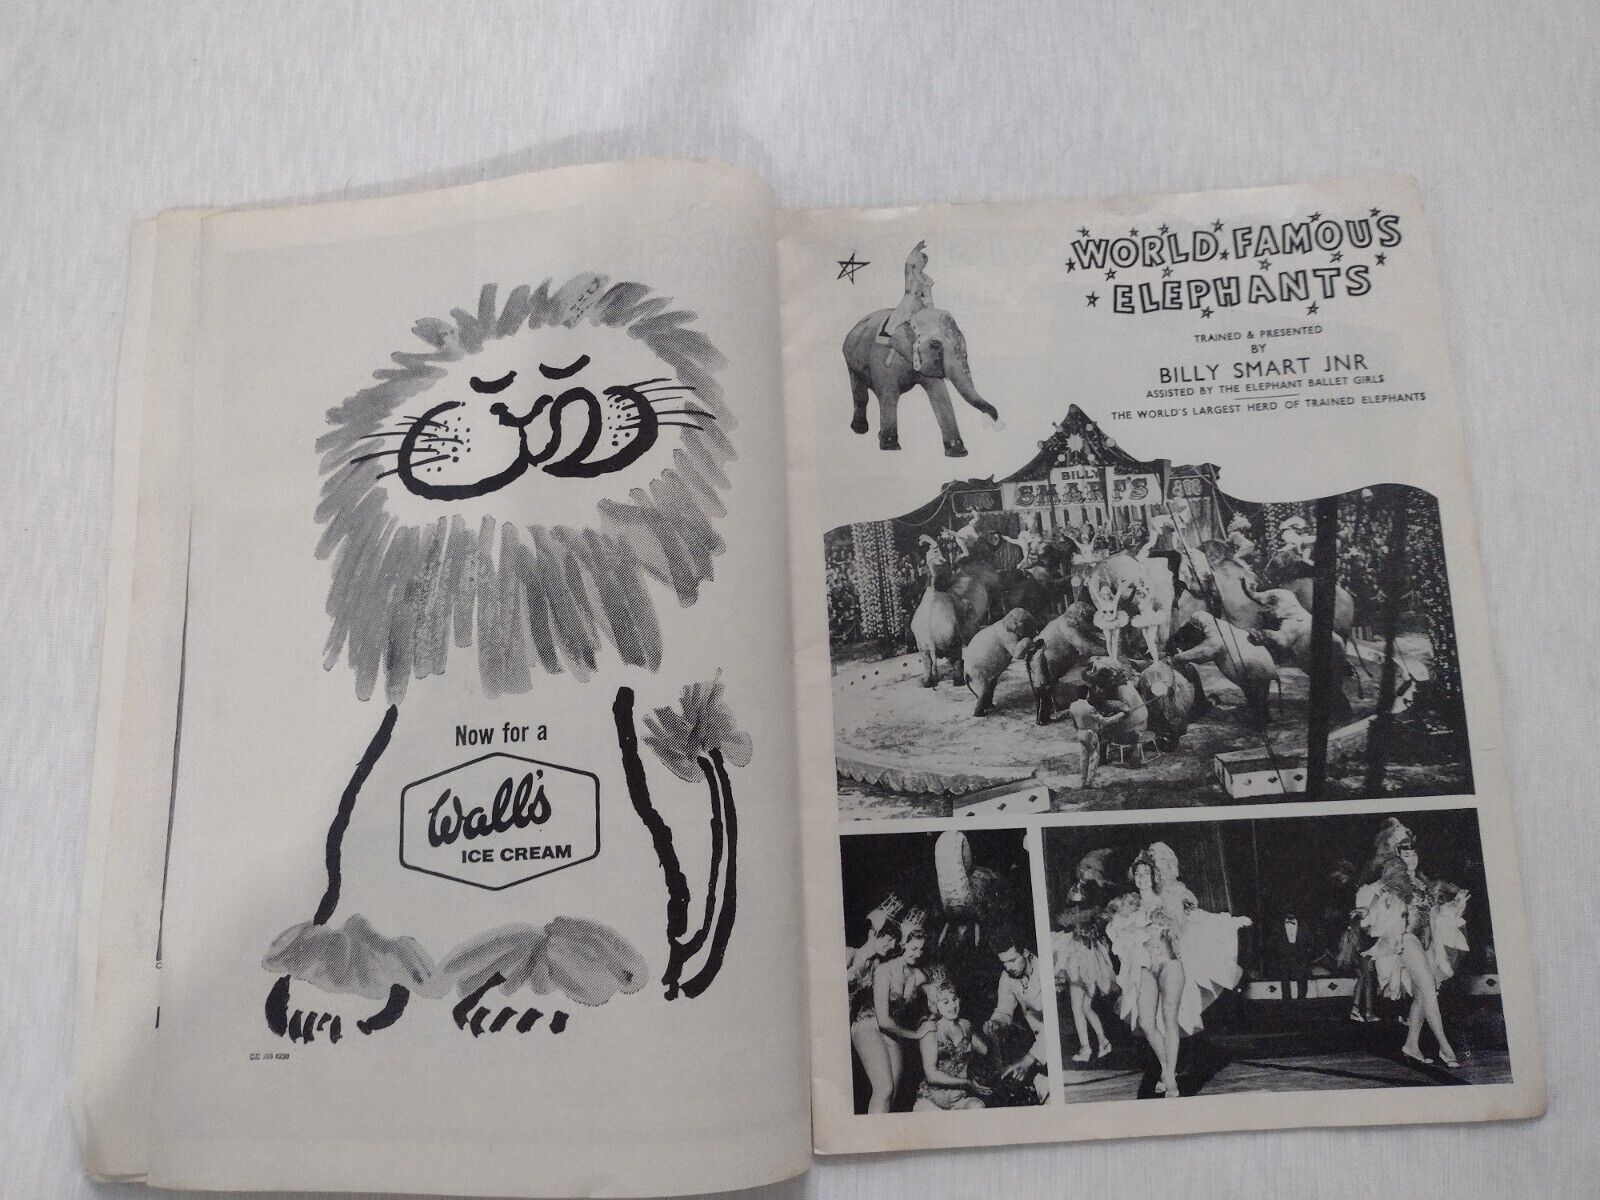 Now for a
Wall's
ICE CREAM
WORLD FAMOUS
ELEPHANTS
TRAINED & PRESENTED
BY
BILLY SMART JNR
ASSISTED BY THE ELEPHANT BALLET GIRLS
THE WORLD'S LARGEST HERD OF TRAINED ELEPHANTS
BILLY
SMART'S